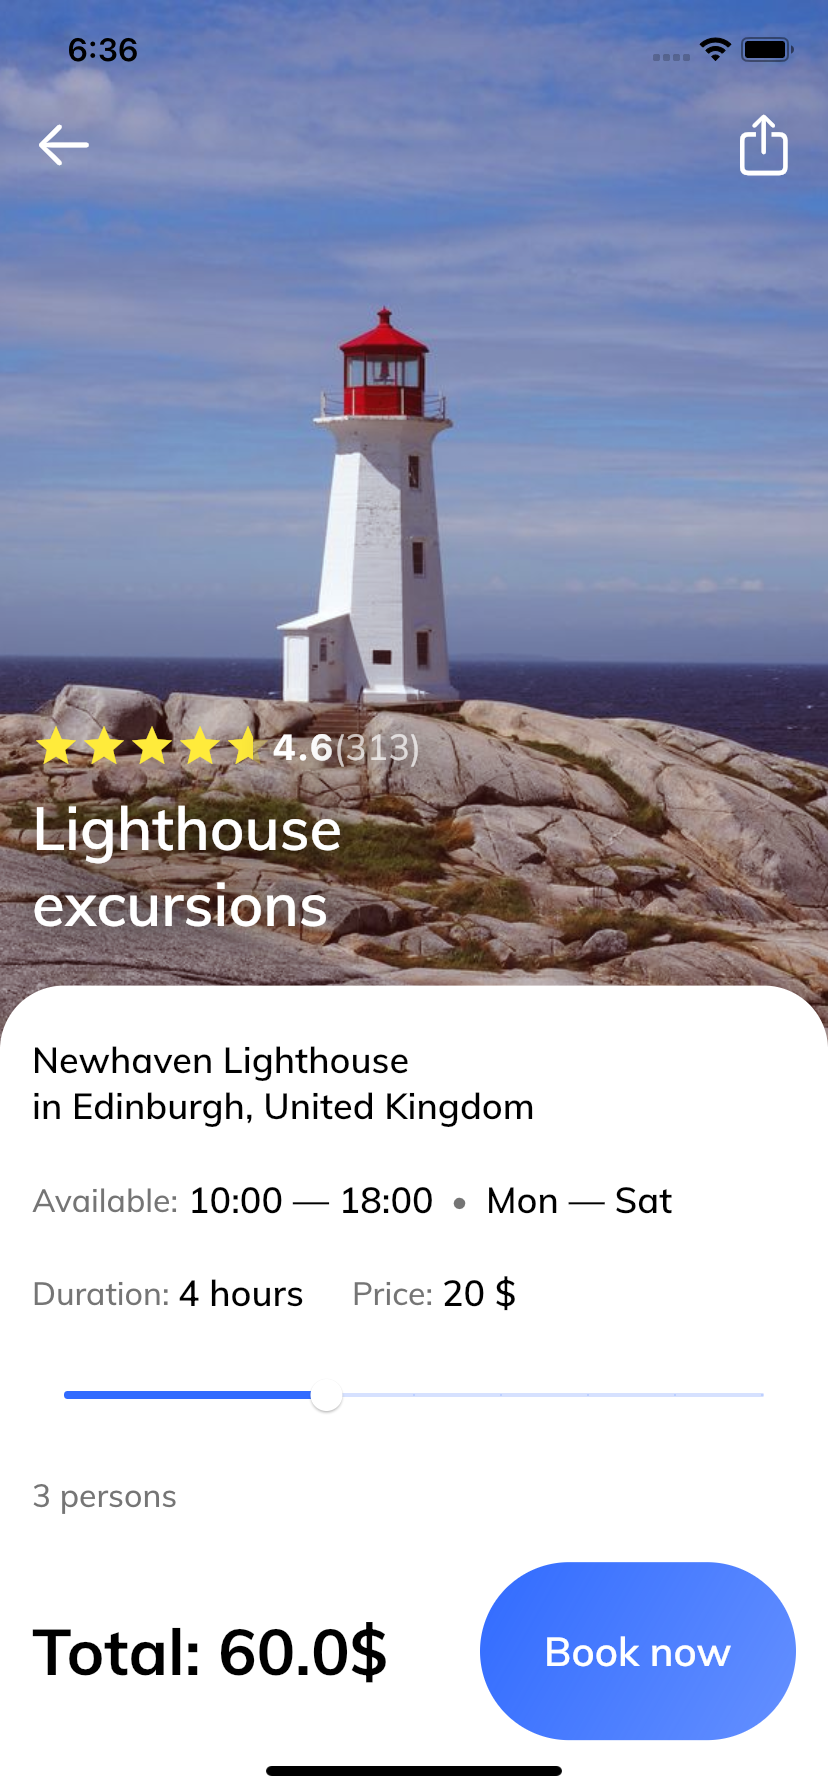 6:36
4.6(313)
Lighthouse
excursions
Newhaven Lighthouse
in Edinburgh, United Kingdom
Available: 10:00 — 18:00 • Mon — Sat
Duration: 4 hours Price: 20 $
3 persons
Total: 60.0$
Book now